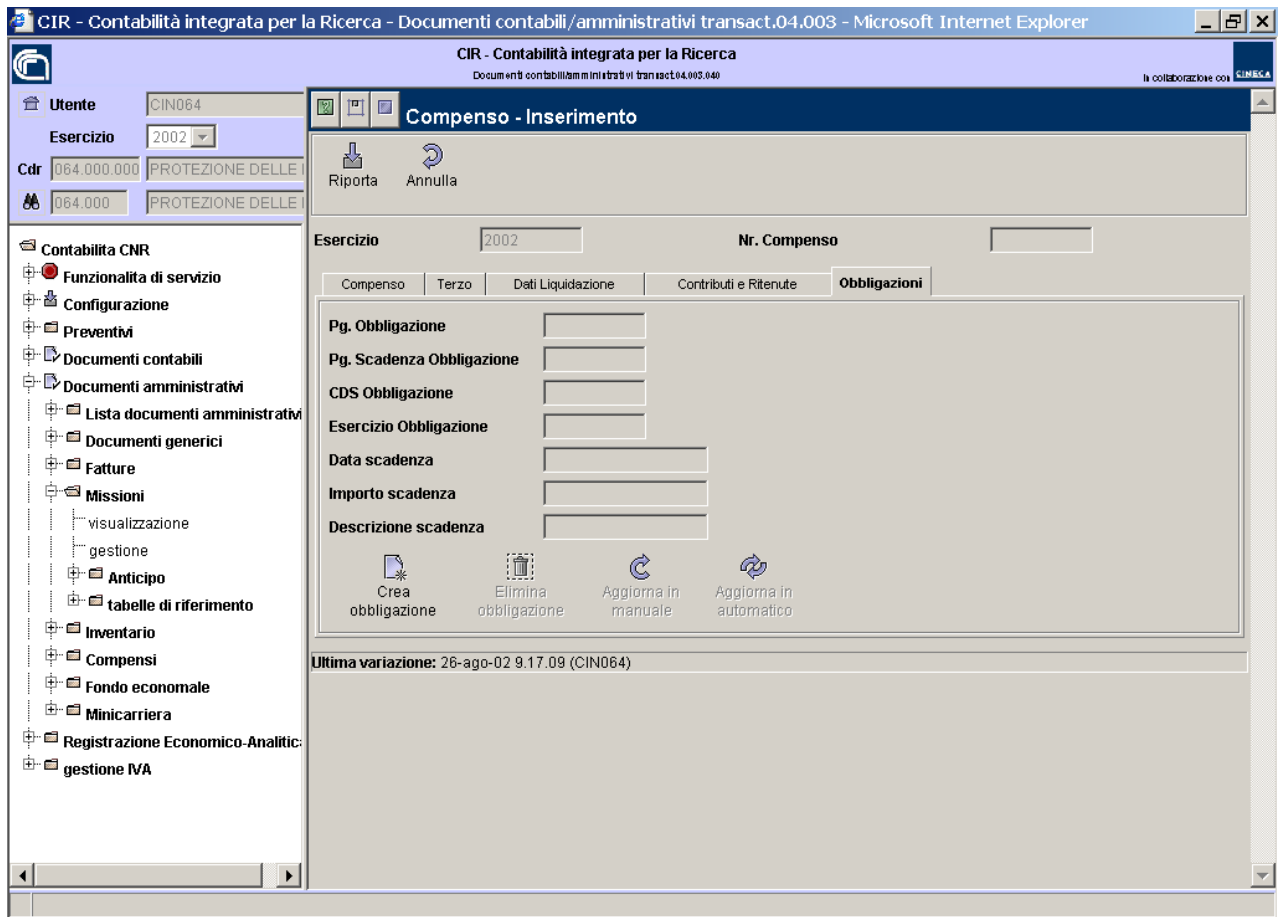 CIR - Contabilità integrata per la Ricerca - Documenti contabili/amministrativi transact.04.003 - Microsoft Internet Explorer
CIR - Contabilità integrata per la Ricerca
Documenti contabili/amministrativi transact.04.003.040
In collaborazione con CINECA
Utente CIN064
Esercizio 2002
Cdr 064.000.000 PROTEZIONE DELLE
064.000 PROTEZIONE DELLE
Contabilita CNR
Funzionalita di servizio
Configurazione
Preventivi
Documenti contabili
Documenti amministrativi
Lista documenti amministrativi
Documenti generici
Fatture
Missioni
visualizzazione
gestione
Anticipo
tabelle di riferimento
Inventario
Compensi
Fondo economale
Minicarriera
Registrazione Economico-Analitic
gestione IVA
Compenso - Inserimento
Riporta Annulla
Esercizio 2002 Nr. Compenso
Compenso Terzo Dati Liquidazione Contributi e Ritenute Obbligazioni
Pg. Obbligazione
Pg. Scadenza Obbligazione
CDS Obbligazione
Esercizio Obbligazione
Data scadenza
Importo scadenza
Descrizione scadenza
Crea obbligazione
Elimina obbligazione
Aggiorna in manuale
Aggiorna in automatico
Ultima variazione: 26-ago-02 9.17.09 (CIN064)